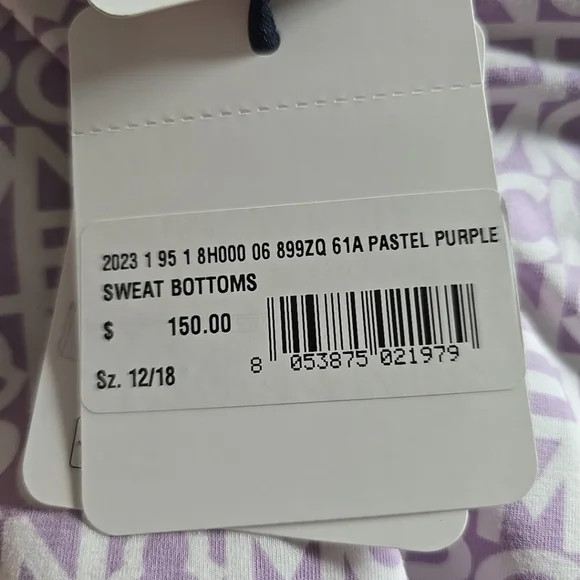 2023 1 95 1 8H000 06 899ZQ 61A PASTEL PURPLE
SWEAT BOTTOMS
$ 150.00
Sz. 12/18
8 053875 021979